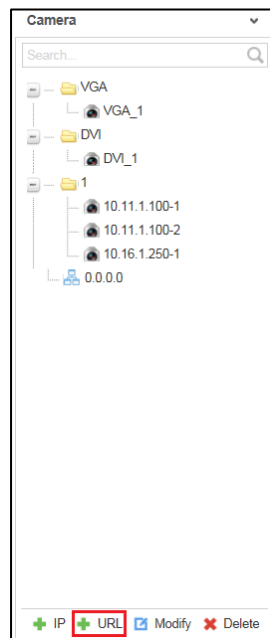 Camera
Search...
VGA
VGA_1
DVI
DVI_1
1
10.11.1.100-1
10.11.1.100-2
10.16.1.250-1
0.0.0.0
IP URL Modify Delete